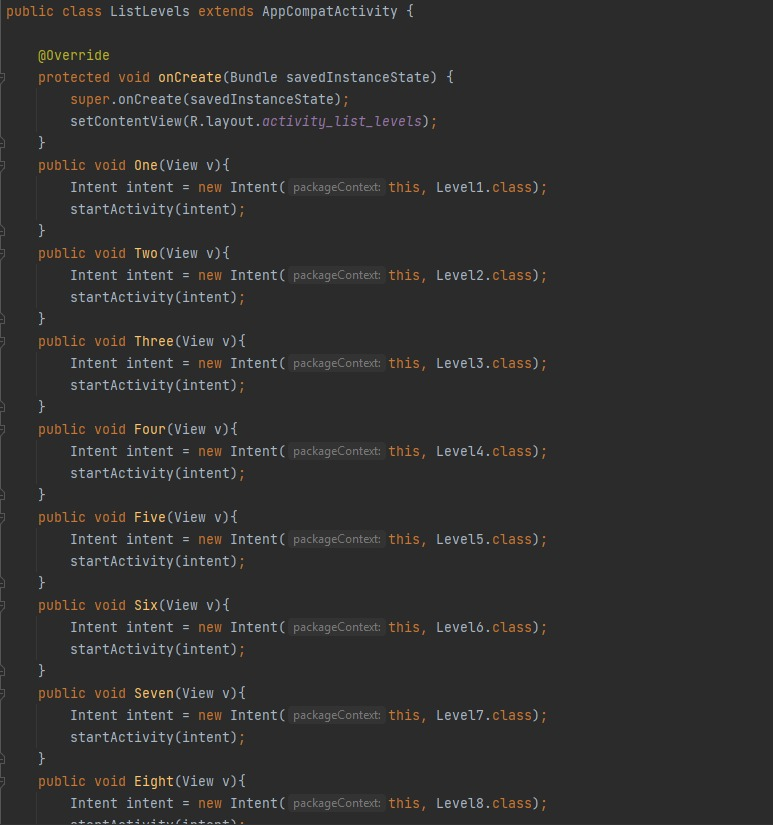 public class ListLevels extends AppCompatActivity {
@Override
protected void onCreate(Bundle savedInstanceState) {
super.onCreate(savedInstanceState);
setContentView(R.layout.activity_list_levels);
}
public void One(View v){
Intent intent = new Intent( packageContext: this, Level1.class);
startActivity(intent);
}
public void Two(View v){
Intent intent = new Intent( packageContext: this, Level2.class);
startActivity(intent);
}
public void Three(View v){
Intent intent = new Intent( packageContext: this, Level3.class);
startActivity(intent);
}
public void Four(View v){
Intent intent = new Intent( packageContext: this, Level4.class);
startActivity(intent);
}
public void Five(View v){
Intent intent = new Intent( packageContext: this, Level5.class);
startActivity(intent);
}
public void Six(View v){
Intent intent = new Intent( packageContext: this, Level6.class);
startActivity(intent);
}
public void Seven(View v){
Intent intent = new Intent( packageContext: this, Level7.class);
startActivity(intent);
}
public void Eight(View v){
Intent intent = new Intent( packageContext: this, Level8.class);
startActivity(intent);